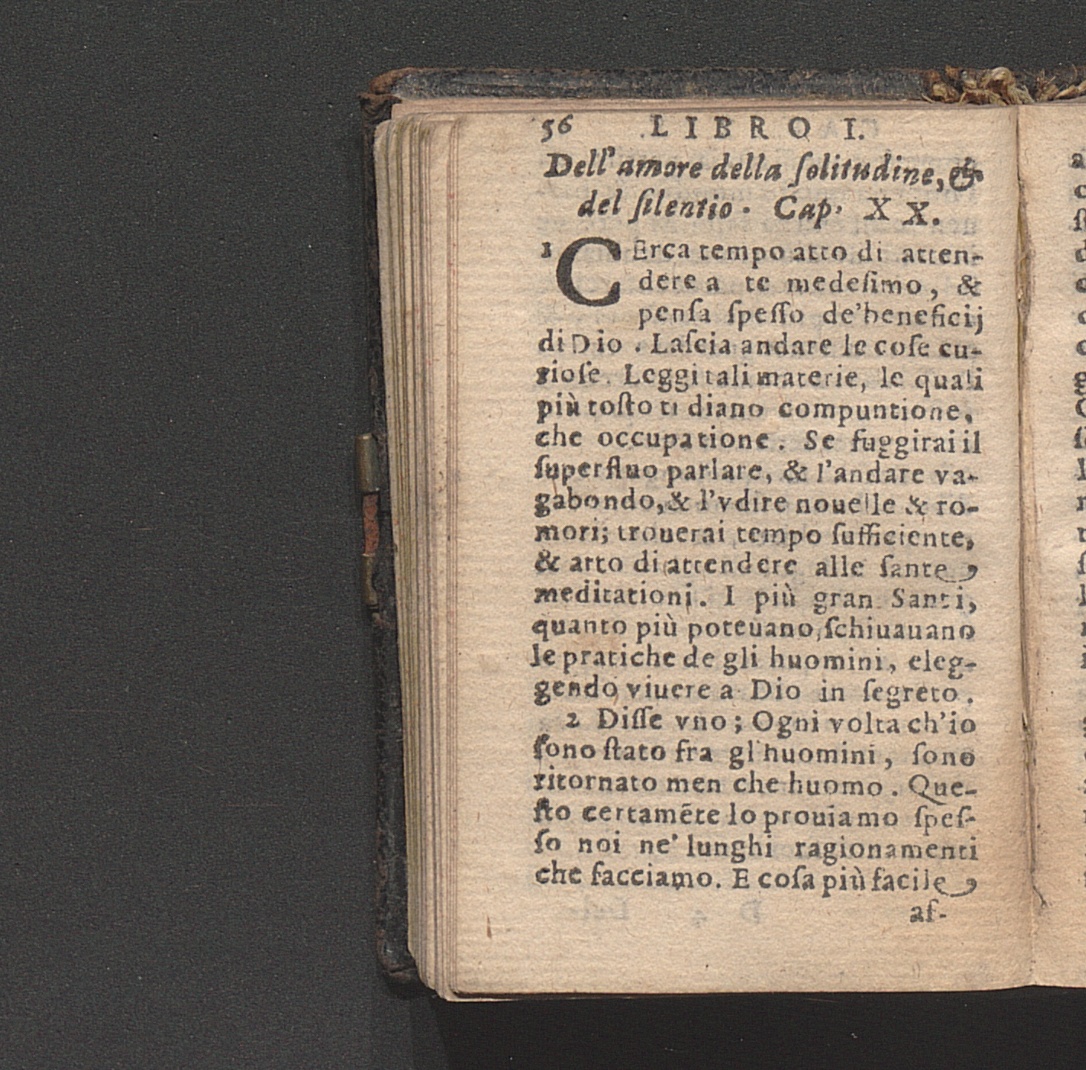 56 LIBRO I.
Dell'amore della ſolitudine, &
del ſilentio. Cap. XX.
1 CErca tempo atto di atten-
dere a te medeſimo, &
penſa ſpeſſo de'beneficij
di Dio. Laſcia andare le coſe cu-
rioſe. Leggi tali materie, le quali
più toſto ti diano compuntione,
che occupatione. Se fuggirai il
ſuperfluo parlare, & l'andare va-
gabondo, & l'vdire nouelle & ro-
mori; trouerai tempo ſufficiente,
& atto di attendere alle ſante
meditationi. I più gran Santi,
quanto più poteuano, ſchiuauano
le pratiche de gli huomini, eleg-
gendo viuere a Dio in ſegreto.
2 Diſſe vno; Ogni volta ch'io
ſono ſtato fra gl'huomini, ſono
ritornato men che huomo. Que-
ſto certamẽte lo prouiamo ſpeſ-
ſo noi ne' lunghi ragionamenti
che facciamo. E coſa più facile
aſ-